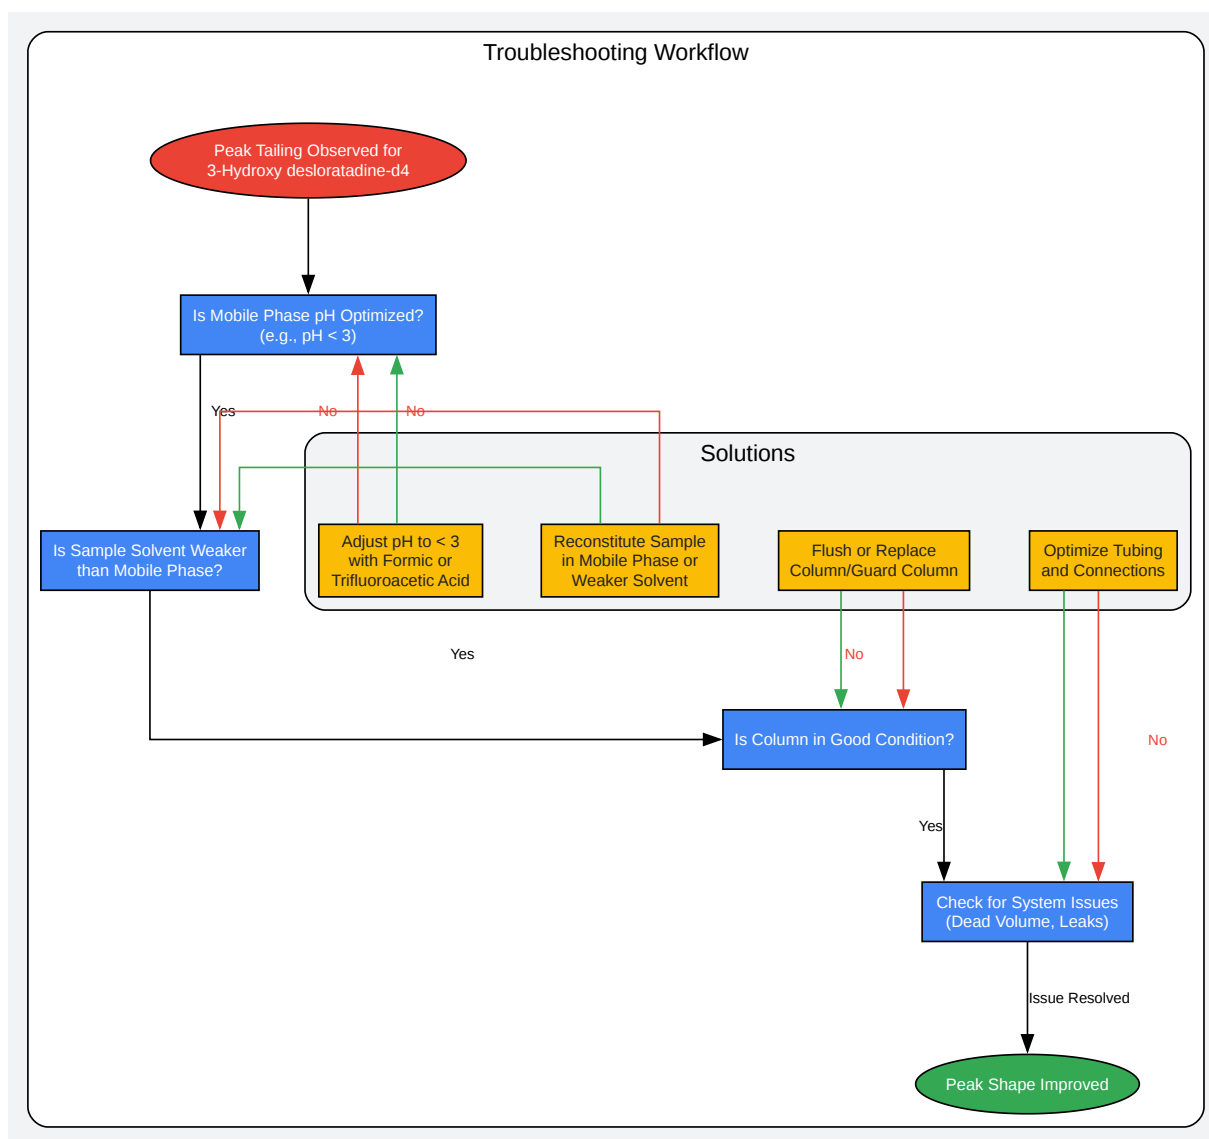 Troubleshooting Workflow
Peak Tailing Observed for
3-Hydroxy desloratadine-d4
Is Mobile Phase pH Optimized?
(e.g., pH < 3)
Yes
No
No
Solutions
Is Sample Solvent Weaker
than Mobile Phase?
Adjust pH to < 3
with Formic or
Trifluoroacetic Acid
Reconstitute Sample
in Mobile Phase or
Weaker Solvent
Flush or Replace
Column/Guard Column
Optimize Tubing
and Connections
Yes
No
Is Column in Good Condition?
No
Yes
Check for System Issues
(Dead Volume, Leaks)
Issue Resolved
Peak Shape Improved